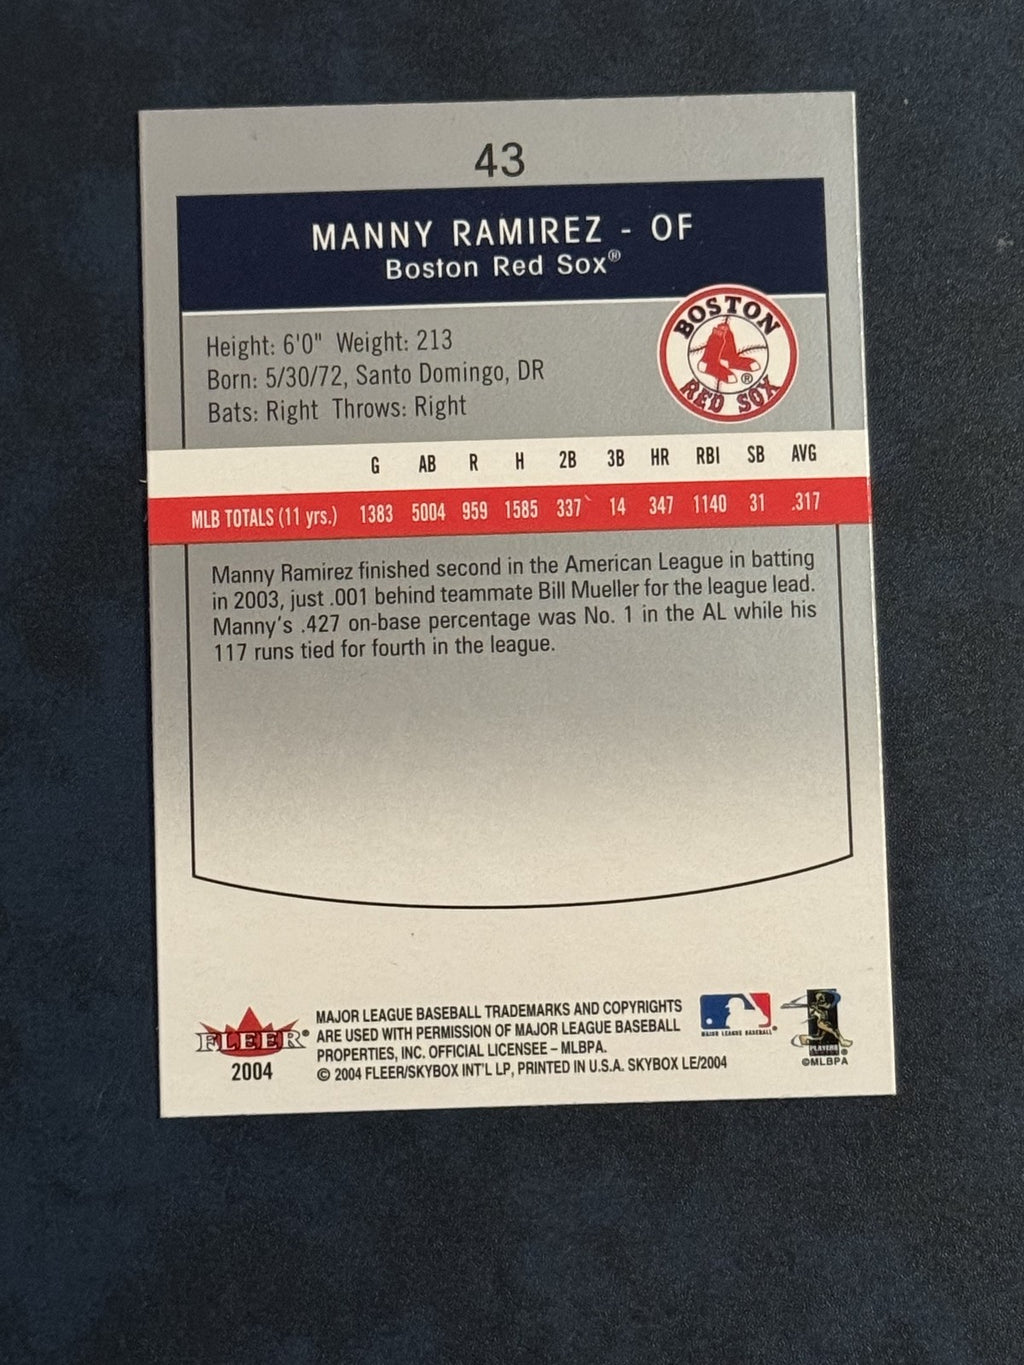 43
MANNY RAMIREZ - OF
Boston Red Sox®
BOSTON
RED SOX
®
Height: 6'0" Weight: 213
Born: 5/30/72, Santo Domingo, DR
Bats: Right Throws: Right
G AB R H 2B 3B HR RBI SB AVG
MLB TOTALS (11 yrs.) 1383 5004 959 1585 337 14 347 1140 31 .317
Manny Ramirez finished second in the American League in batting
in 2003, just .001 behind teammate Bill Mueller for the league lead.
Manny's .427 on-base percentage was No. 1 in the AL while his
117 runs tied for fourth in the league.
FLEER®
2004
MAJOR LEAGUE BASEBALL TRADEMARKS AND COPYRIGHTS
ARE USED WITH PERMISSION OF MAJOR LEAGUE BASEBALL
PROPERTIES, INC. OFFICIAL LICENSEE – MLBPA.
© 2004 FLEER/SKYBOX INT'L LP, PRINTED IN U.S.A. SKYBOX LE/2004
MAJOR LEAGUE BASEBALL®
PLAYERS
©MLBPA